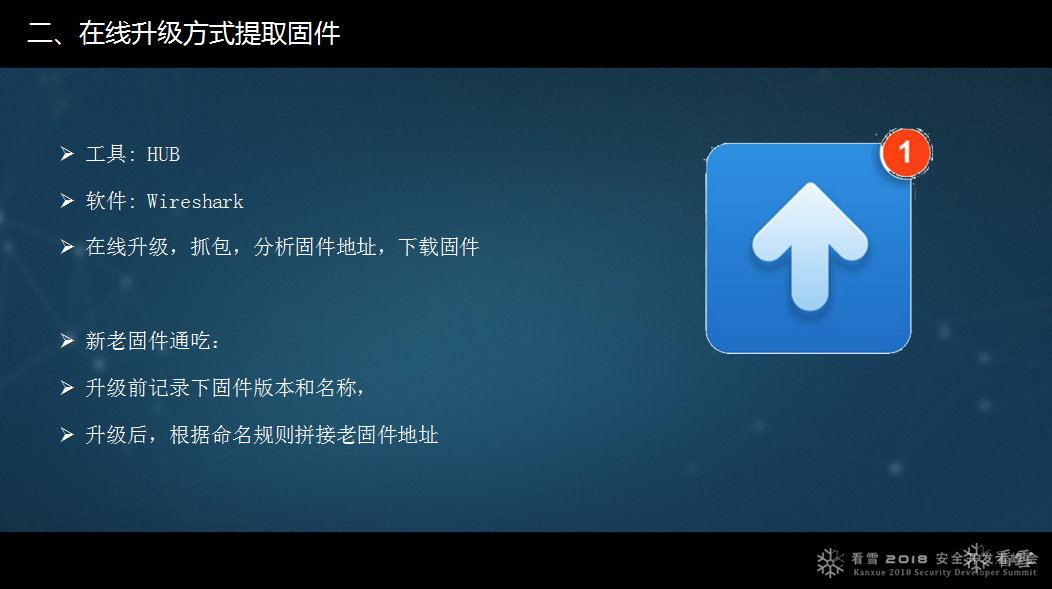 二、在线升级方式提取固件
1
➢ 工具: HUB
➢ 软件: Wireshark
➢ 在线升级，抓包，分析固件地址，下载固件
➢ 新老固件通吃：
➢ 升级前记录下固件版本和名称，
➢ 升级后，根据命名规则拼接老固件地址
看雪 2018 安全开发者峰会
Kanxue 2018 Security Developer Summit
看雪